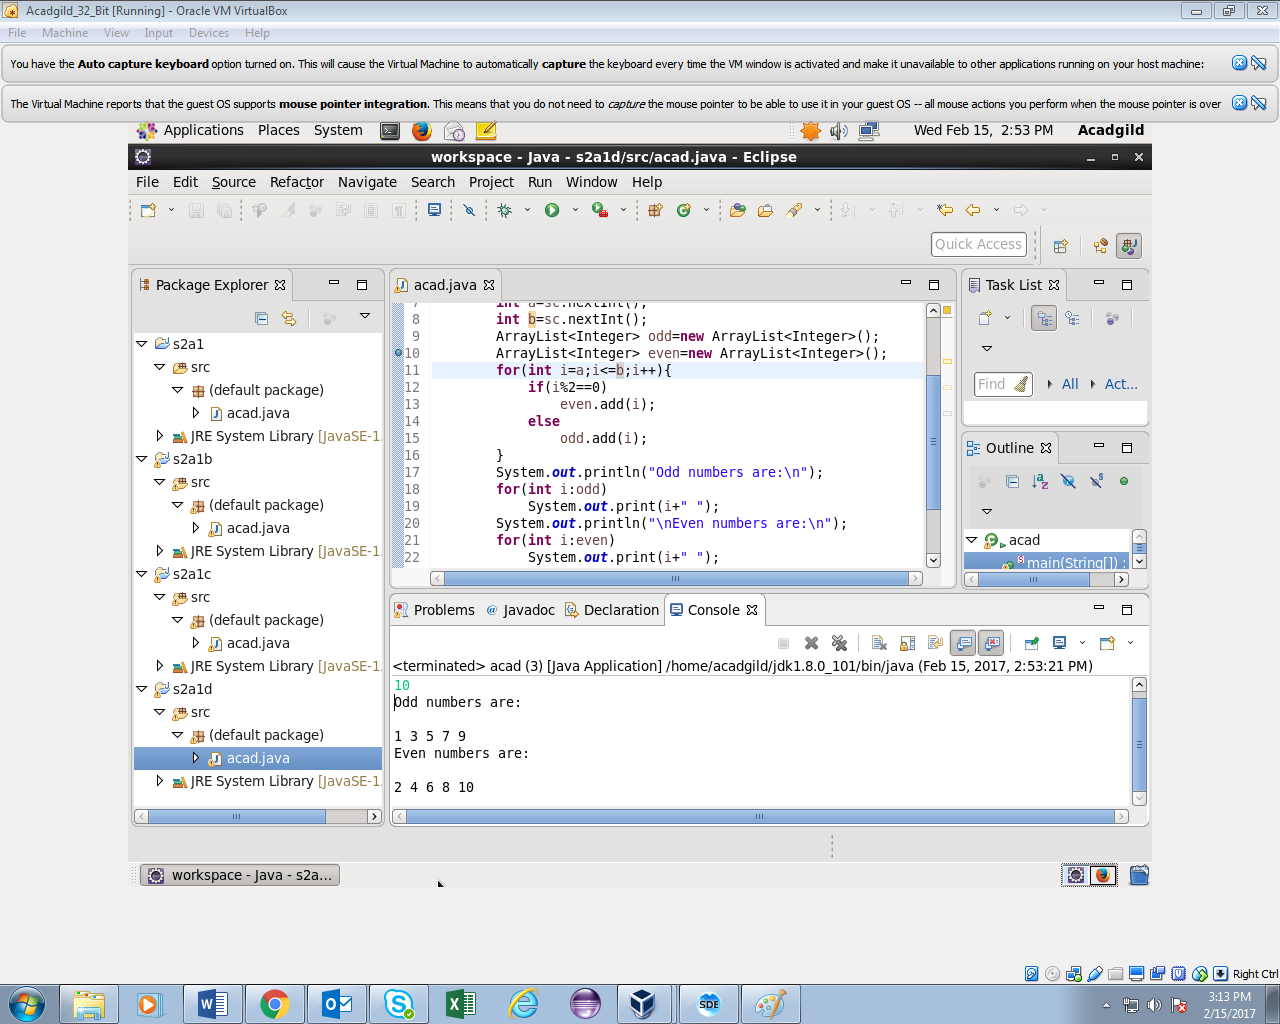 Acadgild_32_Bit [Running] - Oracle VM VirtualBox
File Machine View Input Devices Help
You have the Auto capture keyboard option turned on. This will cause the Virtual Machine to automatically capture the keyboard every time the VM window is activated and make it unavailable to other applications running on your host machine:
The Virtual Machine reports that the guest OS supports mouse pointer integration. This means that you do not need to capture the mouse pointer to be able to use it in your guest OS -- all mouse actions you perform when the mouse pointer is over
Applications Places System Wed Feb 15, 2:53 PM Acadgild
workspace - Java - s2a1d/src/acad.java - Eclipse
File Edit Source Refactor Navigate Search Project Run Window Help
Quick Access
Package Explorer
s2a1
src
(default package)
acad.java
JRE System Library [JavaSE-1.
s2a1b
src
(default package)
acad.java
JRE System Library [JavaSE-1.
s2a1c
src
(default package)
acad.java
JRE System Library [JavaSE-1.
s2a1d
src
(default package)
acad.java
JRE System Library [JavaSE-1.
acad.java
7 int a=sc.nextInt();
8 int b=sc.nextInt();
9 ArrayList<Integer> odd=new ArrayList<Integer>();
10 ArrayList<Integer> even=new ArrayList<Integer>();
11 for(int i=a;i<=b;i++){
12 if(i%2==0)
13 even.add(i);
14 else
15 odd.add(i);
16 }
17 System.out.println("Odd numbers are:\n");
18 for(int i:odd)
19 System.out.print(i+" ");
20 System.out.println("\nEven numbers are:\n");
21 for(int i:even)
22 System.out.print(i+" ");
Task List
Find All Act...
Outline
acad
main(String[]) :
Problems Javadoc Declaration Console
<terminated> acad (3) [Java Application] /home/acadgild/jdk1.8.0_101/bin/java (Feb 15, 2017, 2:53:21 PM)
10
Odd numbers are:
1 3 5 7 9
Even numbers are:
2 4 6 8 10
workspace - Java - s2a...
Right Ctrl
SDE
3:13 PM
2/15/2017